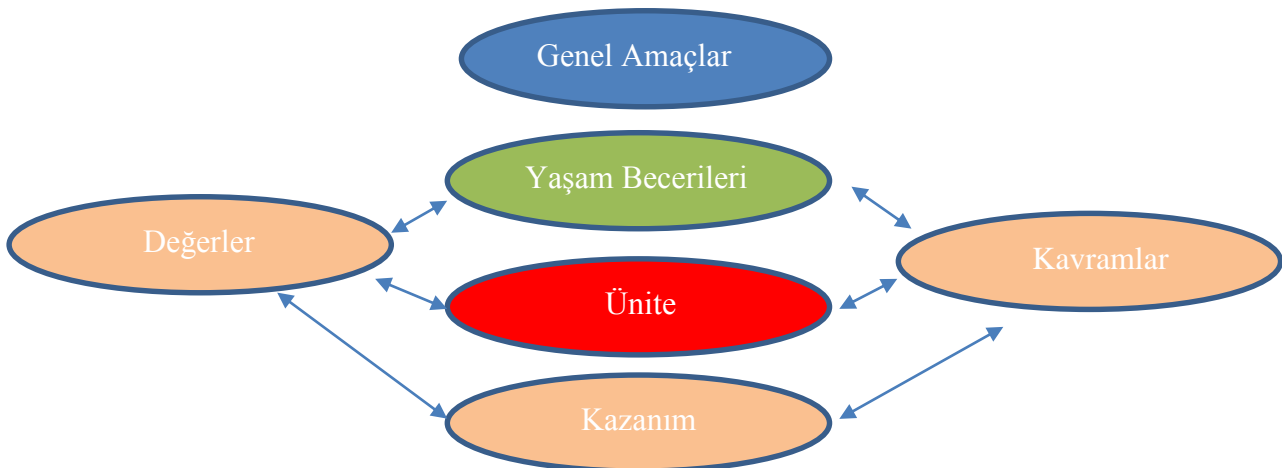 Genel Amaçlar
Yaşam Becerileri
Değerler
Kavramlar
Ünite
Kazanım